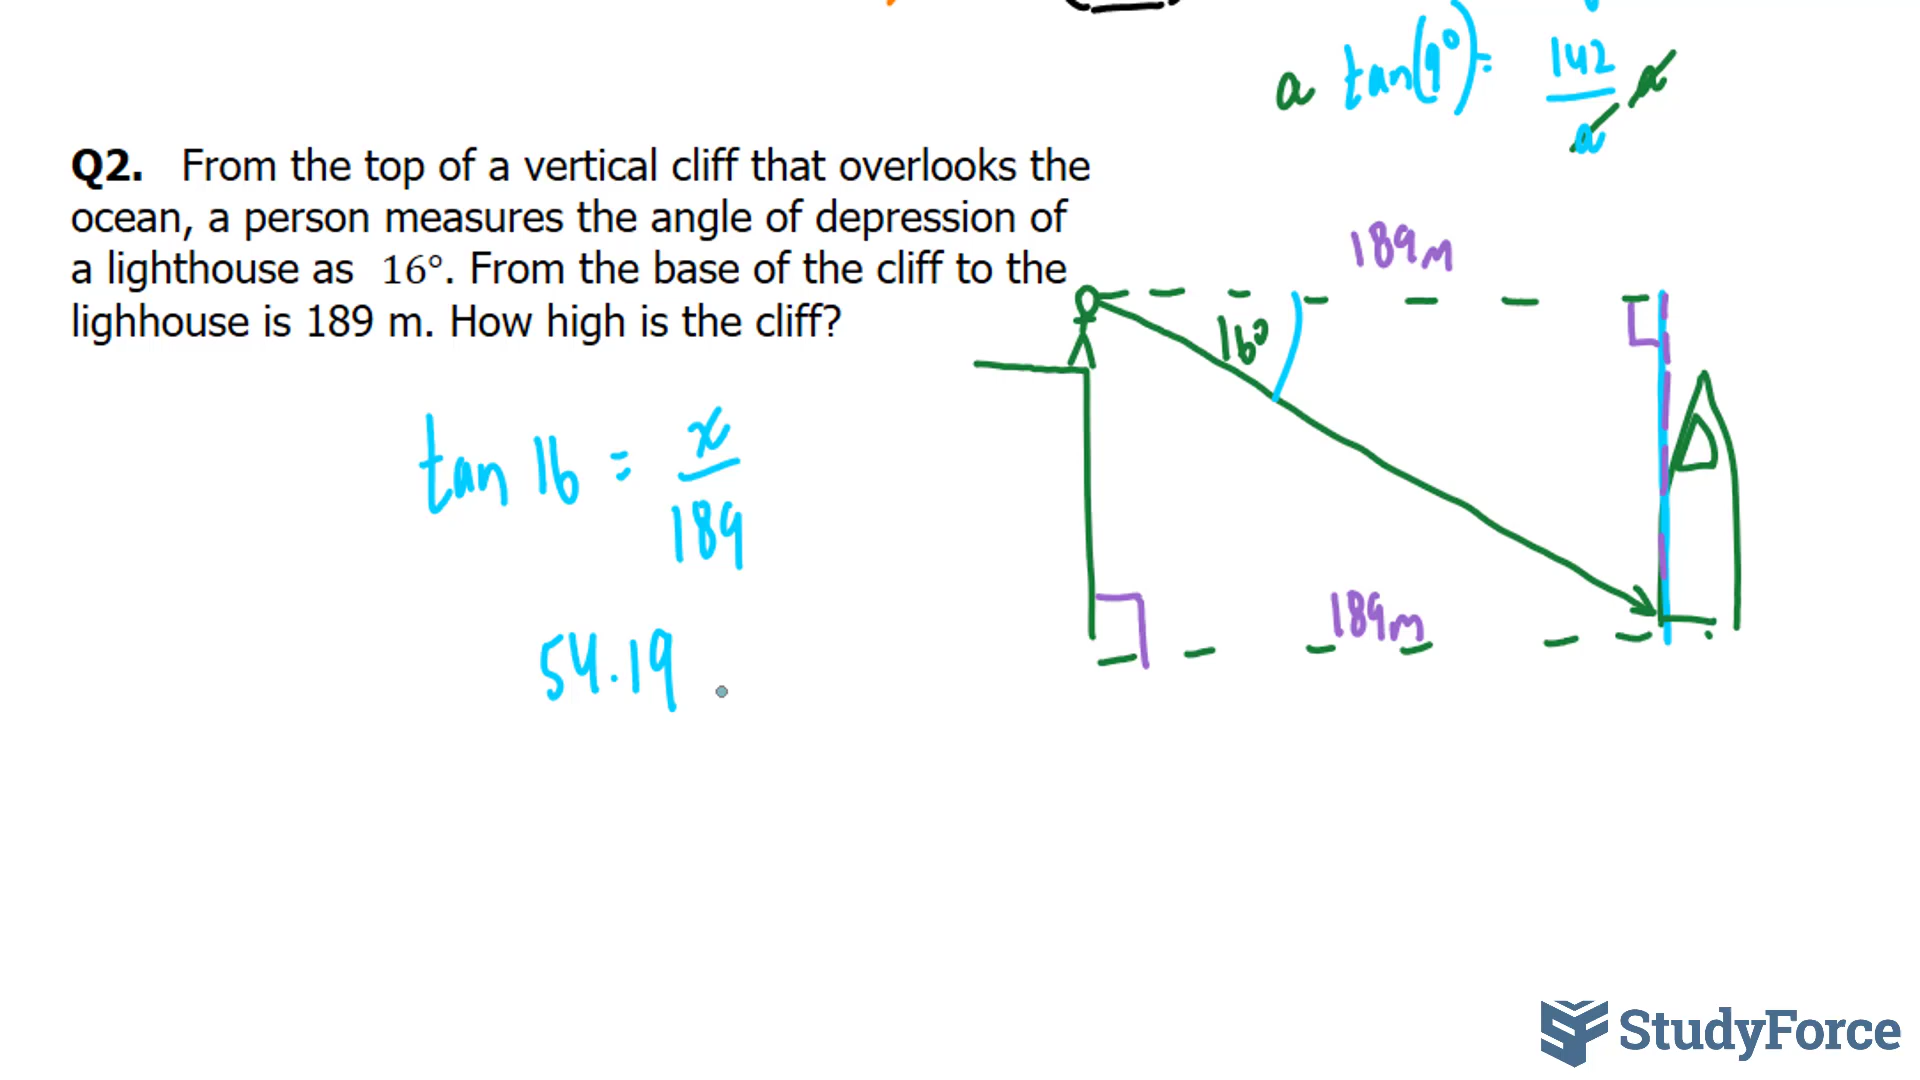 a tan(9°) = 142/a a
Q2. From the top of a vertical cliff that overlooks the
ocean, a person measures the angle of depression of
a lighthouse as 16°. From the base of the cliff to the
lighhouse is 189 m. How high is the cliff?
189m
16°
tan 16 = x/189
189m
54.19
StudyForce